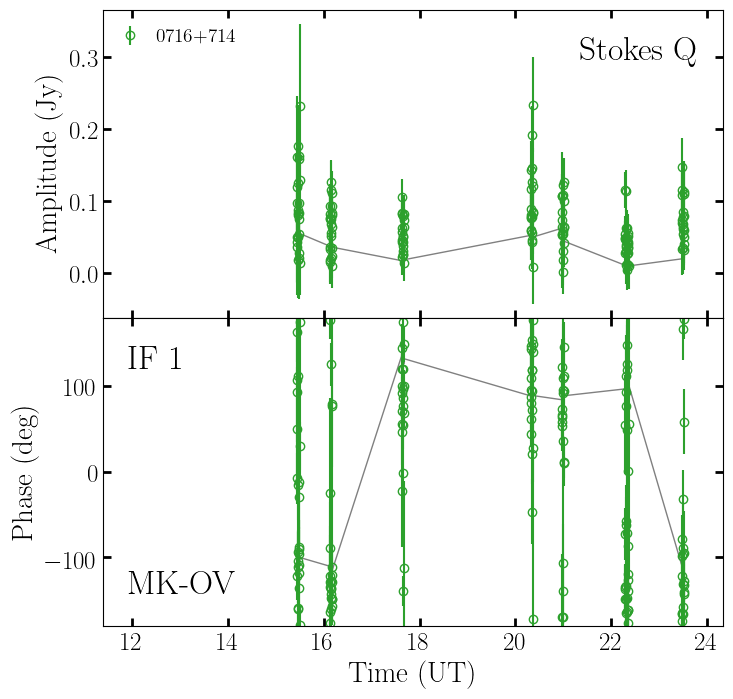 0716+714
Stokes Q
0.3
0.2
0.1
0.0
Amplitude (Jy)
IF 1
MK-OV
100
0
−100
Phase (deg)
12 14 16 18 20 22 24
Time (UT)